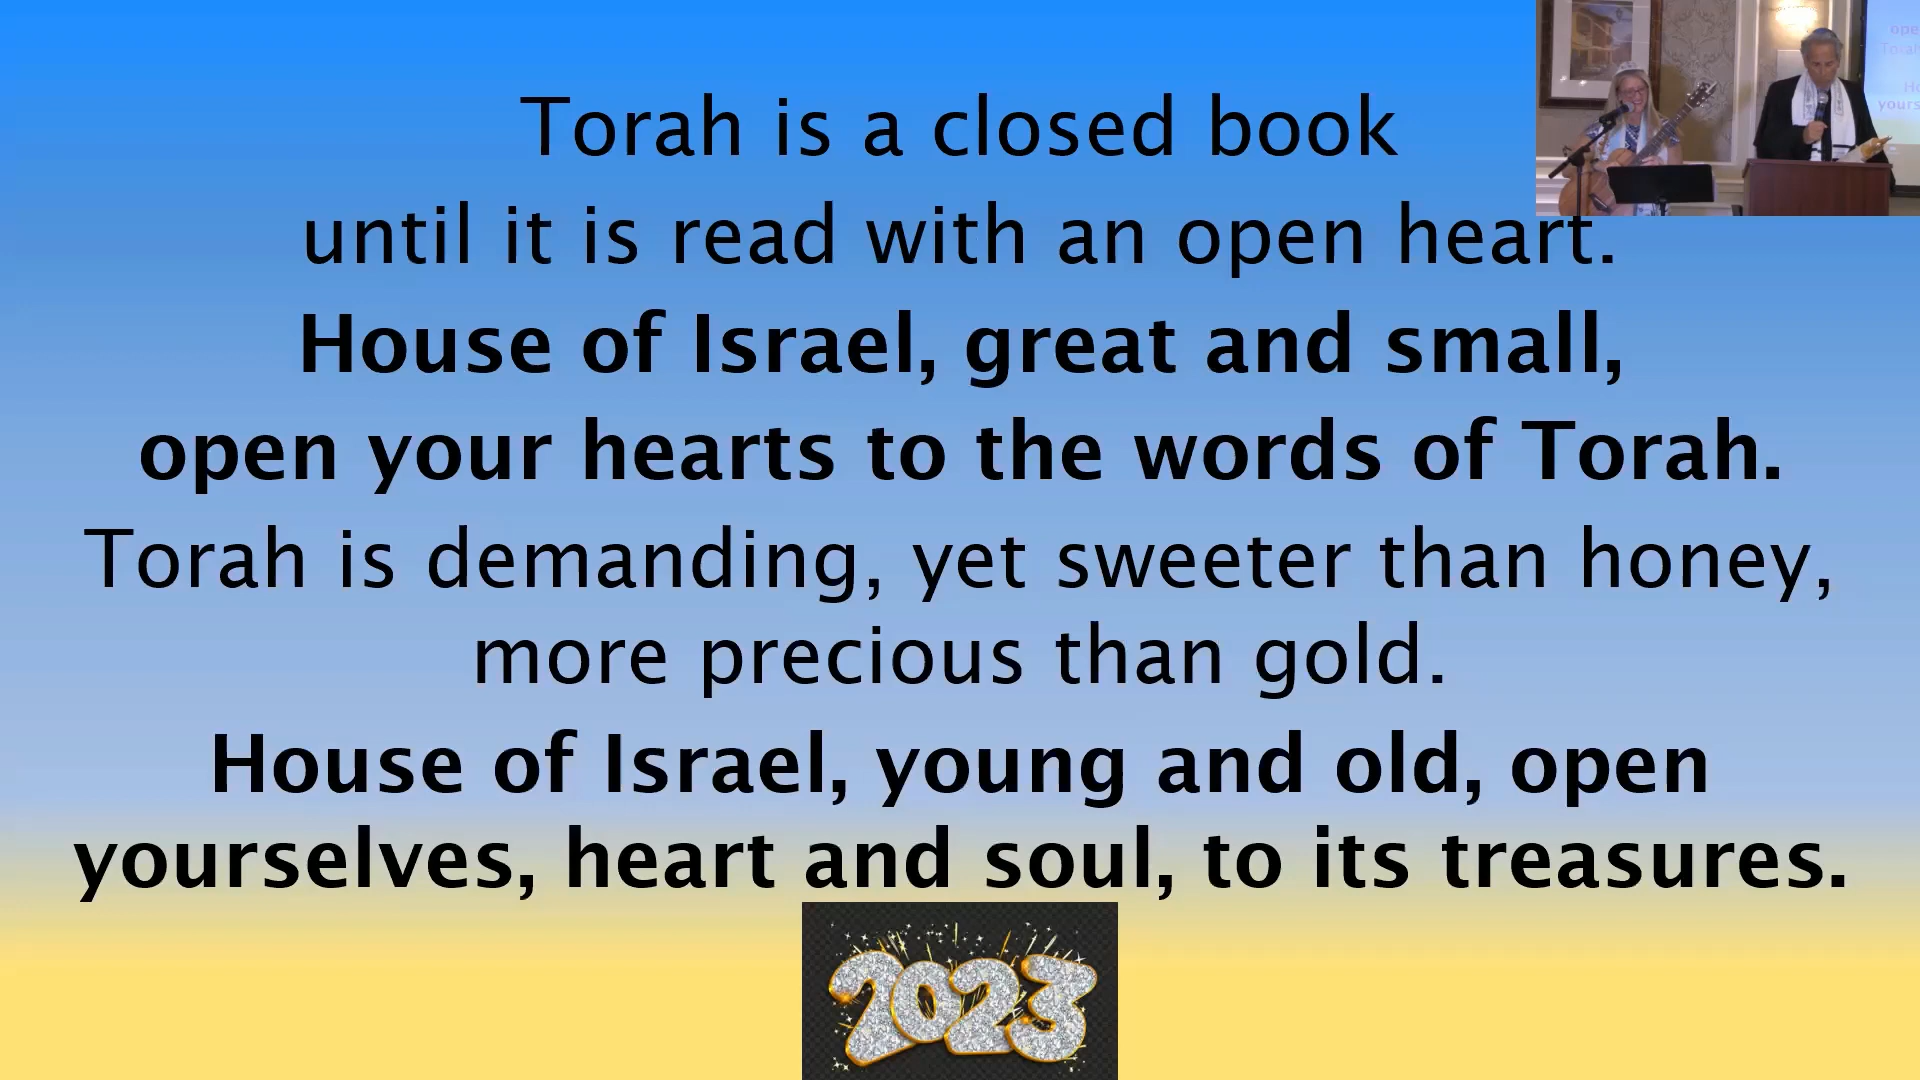 Torah is a closed book
until it is read with an open heart.
House of Israel, great and small,
open your hearts to the words of Torah.
Torah is demanding, yet sweeter than honey,
more precious than gold.
House of Israel, young and old, open
yourselves, heart and soul, to its treasures.
2023